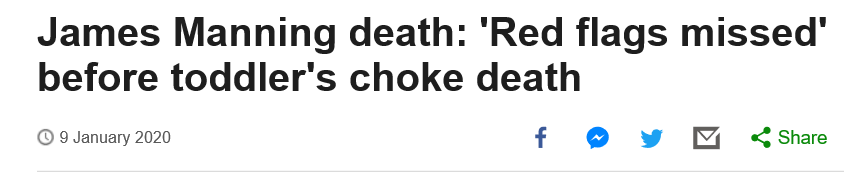 James Manning death: 'Red flags missed'
before toddler's choke death
9 January 2020
Share